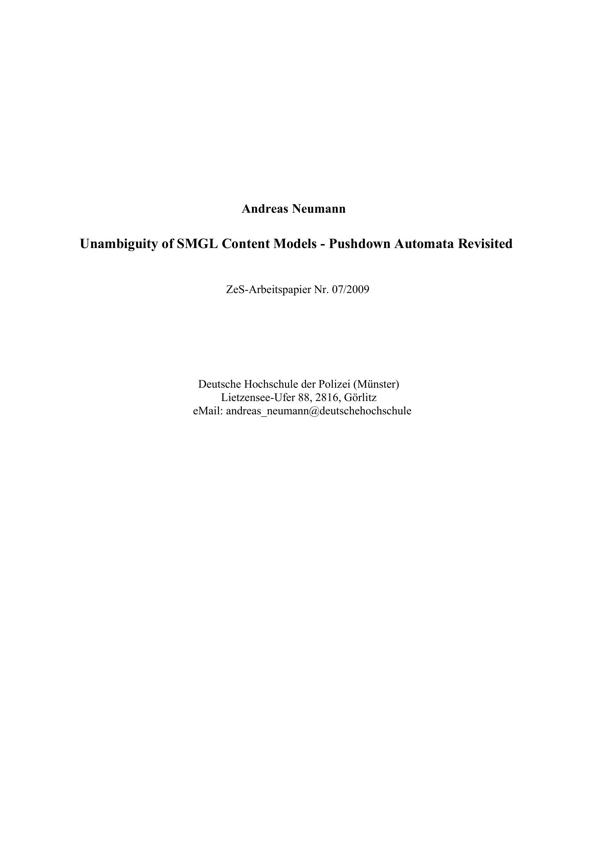 Andreas Neumann
Unambiguity of SMGL Content Models - Pushdown Automata Revisited
ZeS-Arbeitspapier Nr. 07/2009
Deutsche Hochschule der Polizei (Münster)
Lietzensee-Ufer 88, 2816, Görlitz
eMail: andreas_neumann@deutschehochschule